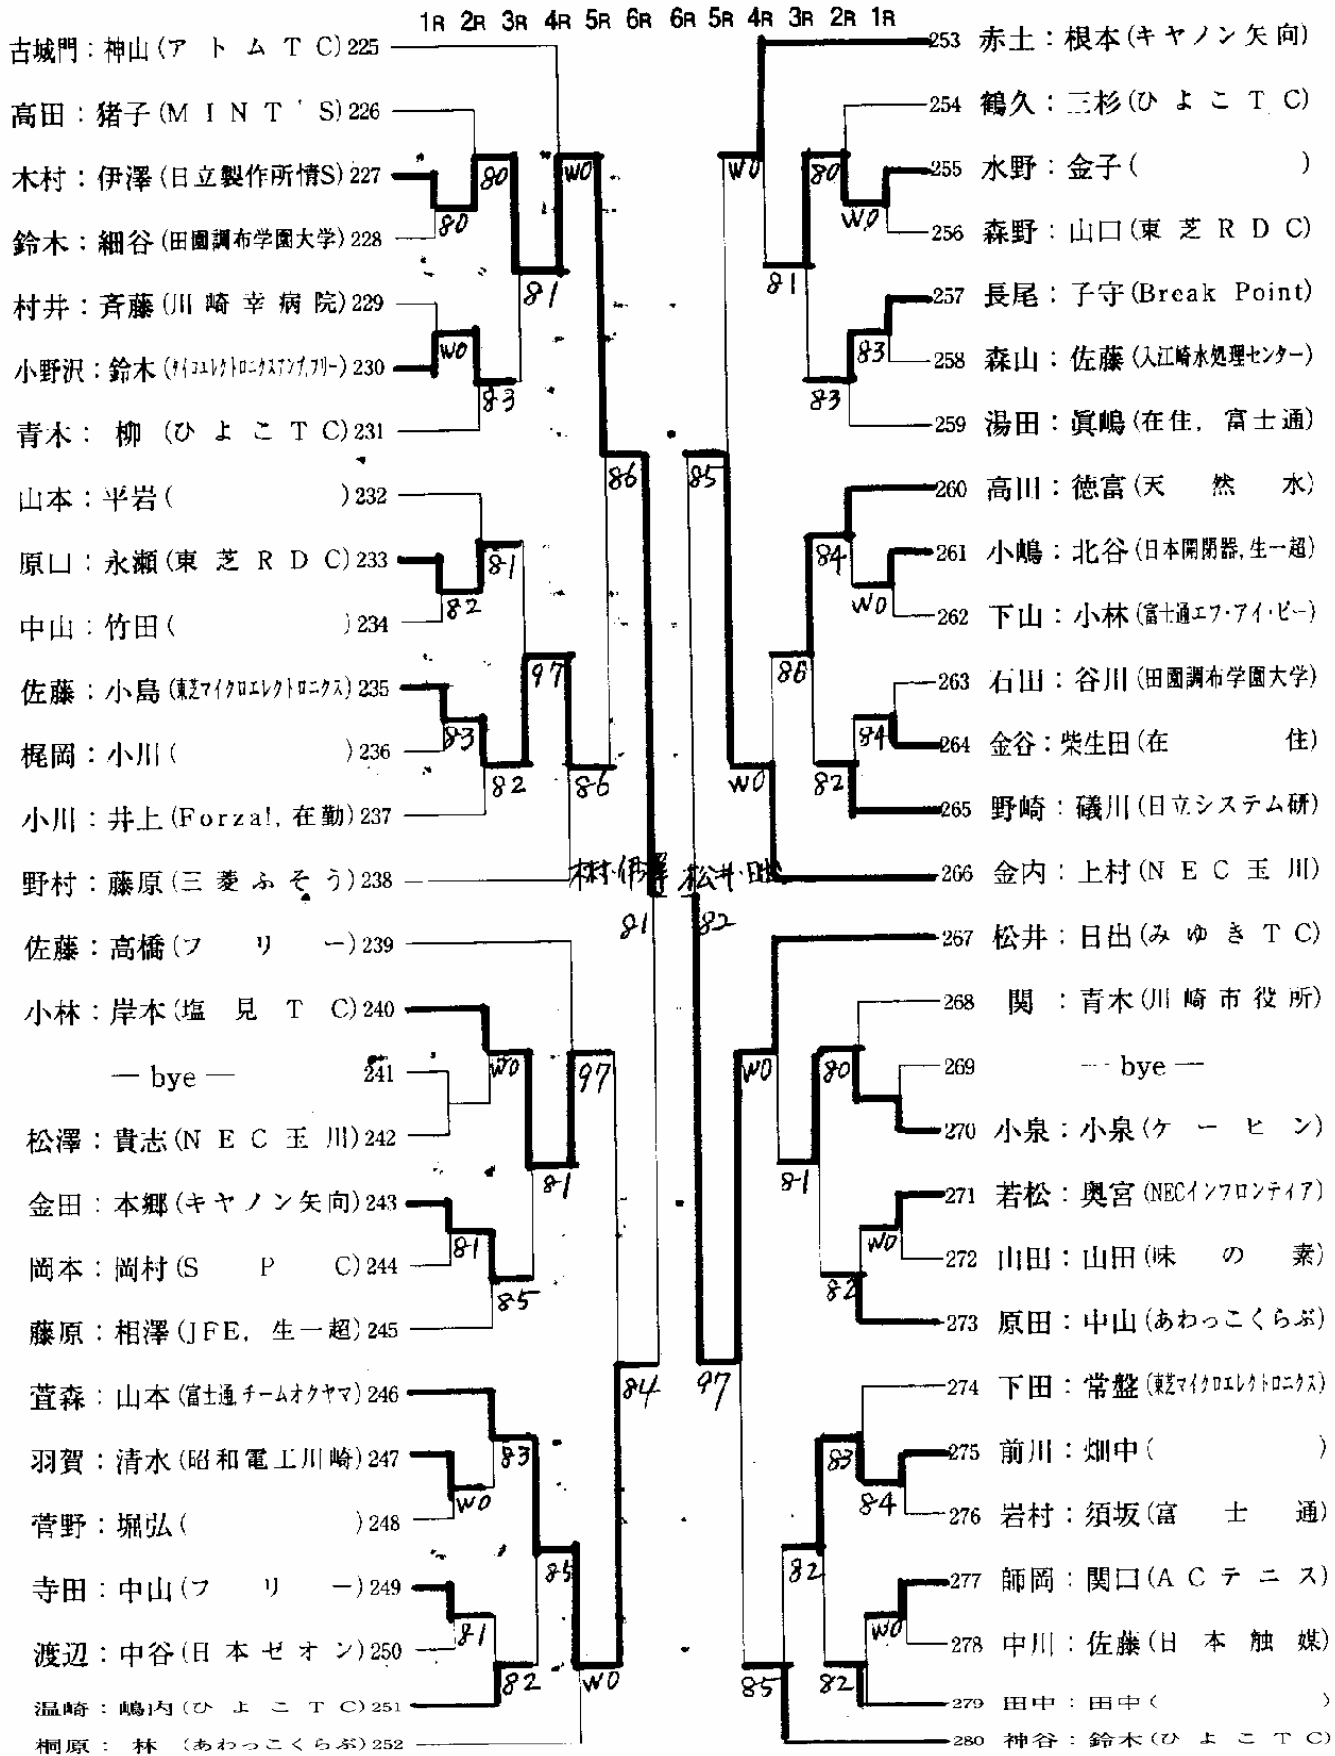 1R 2R 3R 4R 5R 6R 6R 5R 4R 3R 2R 1R
古城門：神山(アトムTC) 225
高田：猪子(MINT'S) 226
木村：伊澤(日立製作所情S) 227
鈴木：細谷(田園調布学園大学) 228
村井：斉藤(川崎幸病院) 229
小野沢：鈴木(タイコエレクトロニクスアンプ,フリー) 230
青木：柳(ひよこTC) 231
山本：平岩( ) 232
原口：永瀬(東芝RDC) 233
中山：竹田( ) 234
佐藤：小島(東芝マイクロエレクトロニクス) 235
梶岡：小川( ) 236
小川：井上(Forza!,在勤) 237
野村：藤原(三菱ふそう) 238
佐藤：高橋(フリー) 239
小林：岸本(塩見TC) 240
— bye — 241
松澤：貴志(NEC玉川) 242
金田：本郷(キヤノン矢向) 243
岡本：岡村(SPC) 244
藤原：相澤(JFE, 生一超) 245
萱森：山本(富士通,チームオクヤマ) 246
羽賀：清水(昭和電工川崎) 247
菅野：堀弘( ) 248
寺田：中山(フリー) 249
渡辺：中谷(日本ゼオン) 250
温崎：嶋内(ひよこTC) 251
桐原：林(あわっこくらぶ) 252
80
WO
82
83
81
WO
81
80
83
81
82
WO
85
83
82
81
97
81
85
WO
86
97
WO
86
84
木村・伊澤
81
松井・日出
82
85
97
WO
WO
WO
85
81
86
81
82
80
83
84
82
80
82
83
82
WO
83
WO
84
WO
84
WO
253 赤土：根本(キヤノン矢向)
254 鶴久：三杉(ひよこTC)
255 水野：金子( )
256 森野：山口(東芝RDC)
257 長尾：子守(Break Point)
258 森山：佐藤(入江崎水処理センター)
259 湯田：眞嶋(在住, 富士通)
260 高川：徳富(天然水)
261 小嶋：北谷(日本開閉器,生一超)
262 下山：小林(富士通エフ・アイ・ピー)
263 石田：谷川(田園調布学園大学)
264 金谷：柴生田(在住)
265 野崎：磯川(日立システム研)
266 金内：上村(NEC玉川)
267 松井：日出(みゆきTC)
268 関：青木(川崎市役所)
269 — bye —
270 小泉：小泉(ケーヒン)
271 若松：奥宮(NECインフロンティア)
272 山田：山田(味の素)
273 原田：中山(あわっこくらぶ)
274 下田：常盤(東芝マイクロエレクトロニクス)
275 前川：畑中( )
276 岩村：須坂(富士通)
277 師岡：関口(ACテニス)
278 中川：佐藤(日本触媒)
279 田中：田中( )
280 神谷：鈴木(ひよこTC)